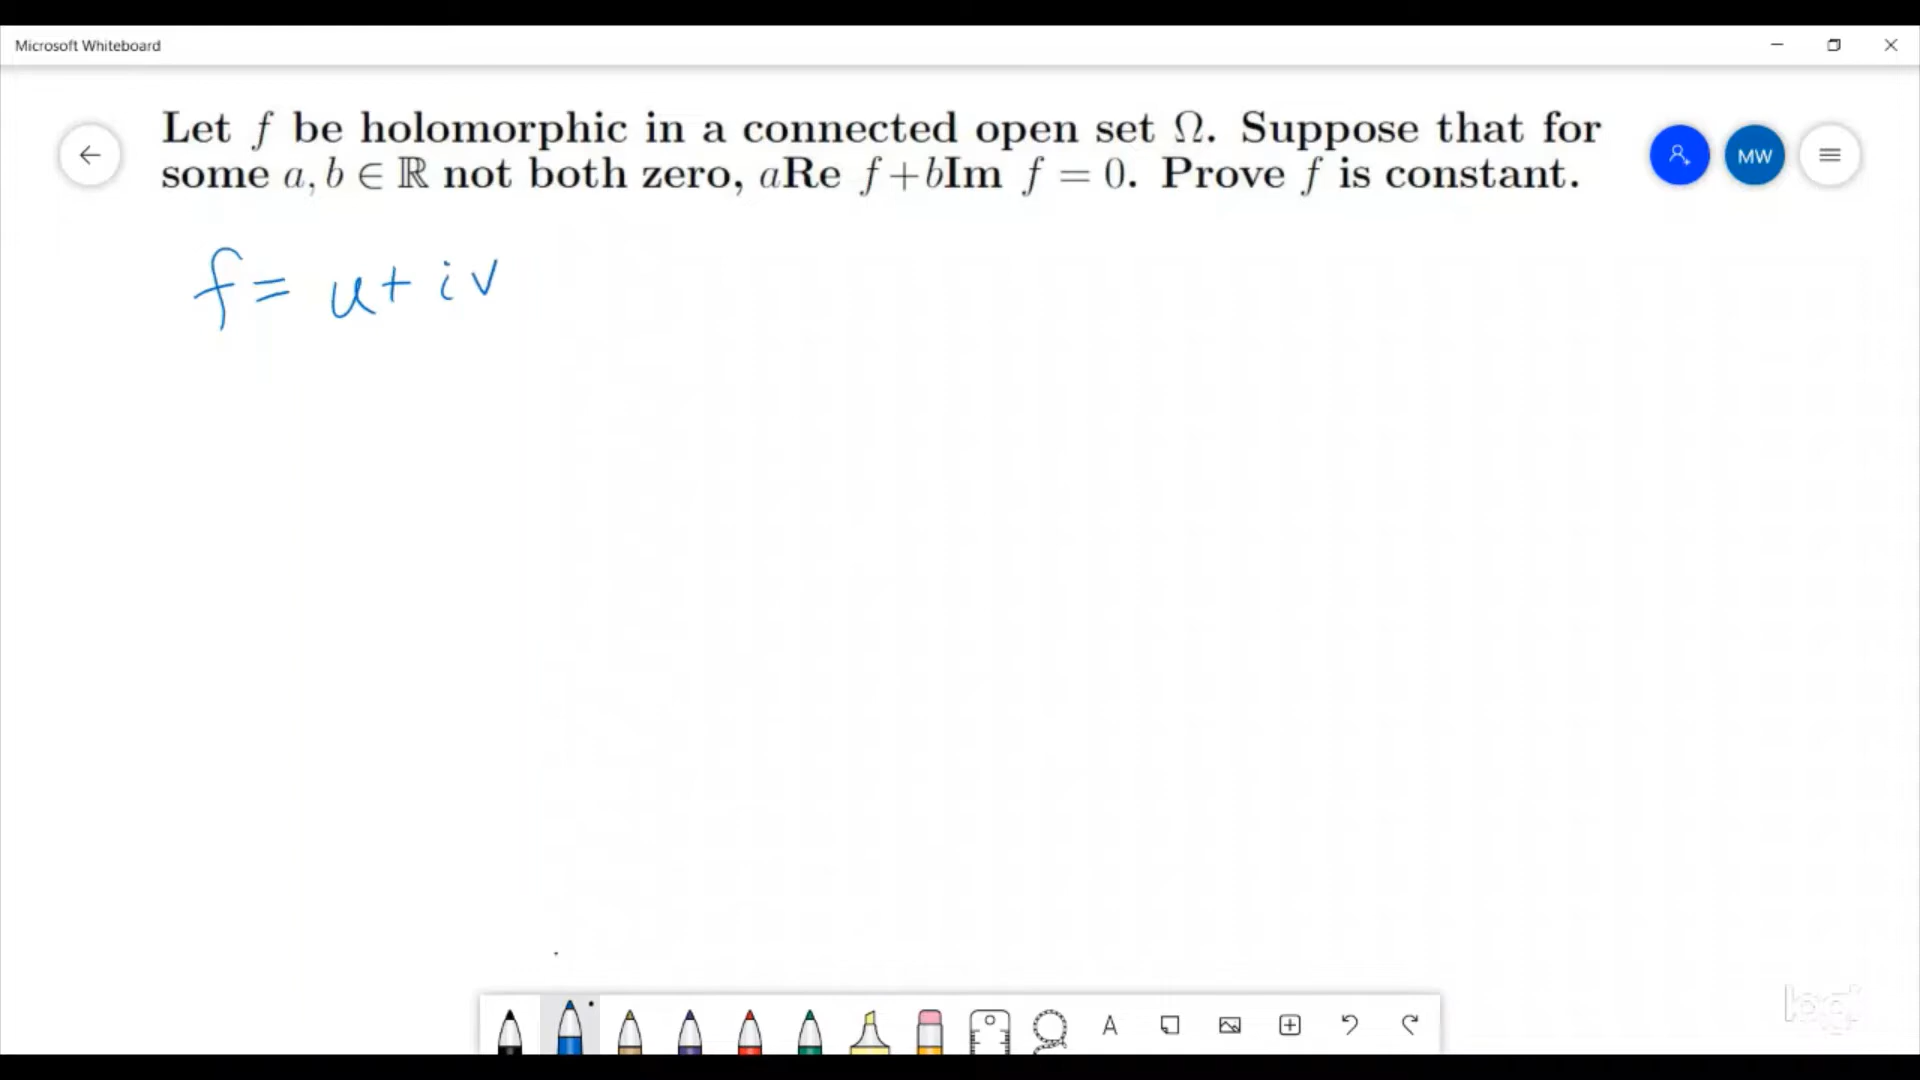 Microsoft Whiteboard
Let f be holomorphic in a connected open set Ω. Suppose that for
some a, b ∈ ℝ not both zero, aRe f+bIm f = 0. Prove f is constant.
MW
f = u + iv
A